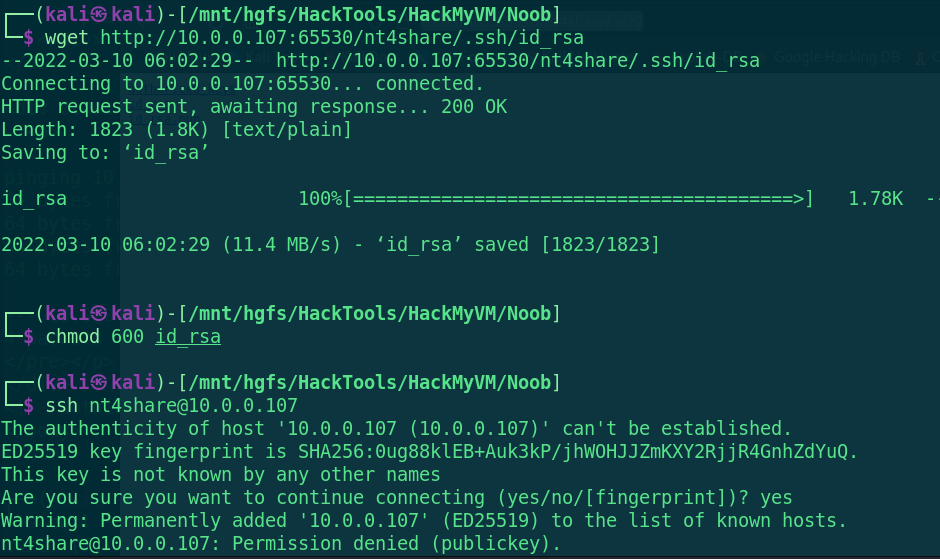 ┌──(kali㉿kali)-[/mnt/hgfs/HackTools/HackMyVM/Noob]
└─$ wget http://10.0.0.107:65530/nt4share/.ssh/id_rsa
--2022-03-10 06:02:29--  http://10.0.0.107:65530/nt4share/.ssh/id_rsa
Connecting to 10.0.0.107:65530... connected.
HTTP request sent, awaiting response... 200 OK
Length: 1823 (1.8K) [text/plain]
Saving to: ‘id_rsa’
id_rsa                     100%[========================================>]   1.78K  --
2022-03-10 06:02:29 (11.4 MB/s) - ‘id_rsa’ saved [1823/1823]
┌──(kali㉿kali)-[/mnt/hgfs/HackTools/HackMyVM/Noob]
└─$ chmod 600 id_rsa
┌──(kali㉿kali)-[/mnt/hgfs/HackTools/HackMyVM/Noob]
└─$ ssh nt4share@10.0.0.107
The authenticity of host '10.0.0.107 (10.0.0.107)' can't be established.
ED25519 key fingerprint is SHA256:0ug88klEB+Auk3kP/jhWOHJJZmKXY2RjjR4GnhZdYuQ.
This key is not known by any other names
Are you sure you want to continue connecting (yes/no/[fingerprint])? yes
Warning: Permanently added '10.0.0.107' (ED25519) to the list of known hosts.
nt4share@10.0.0.107: Permission denied (publickey).